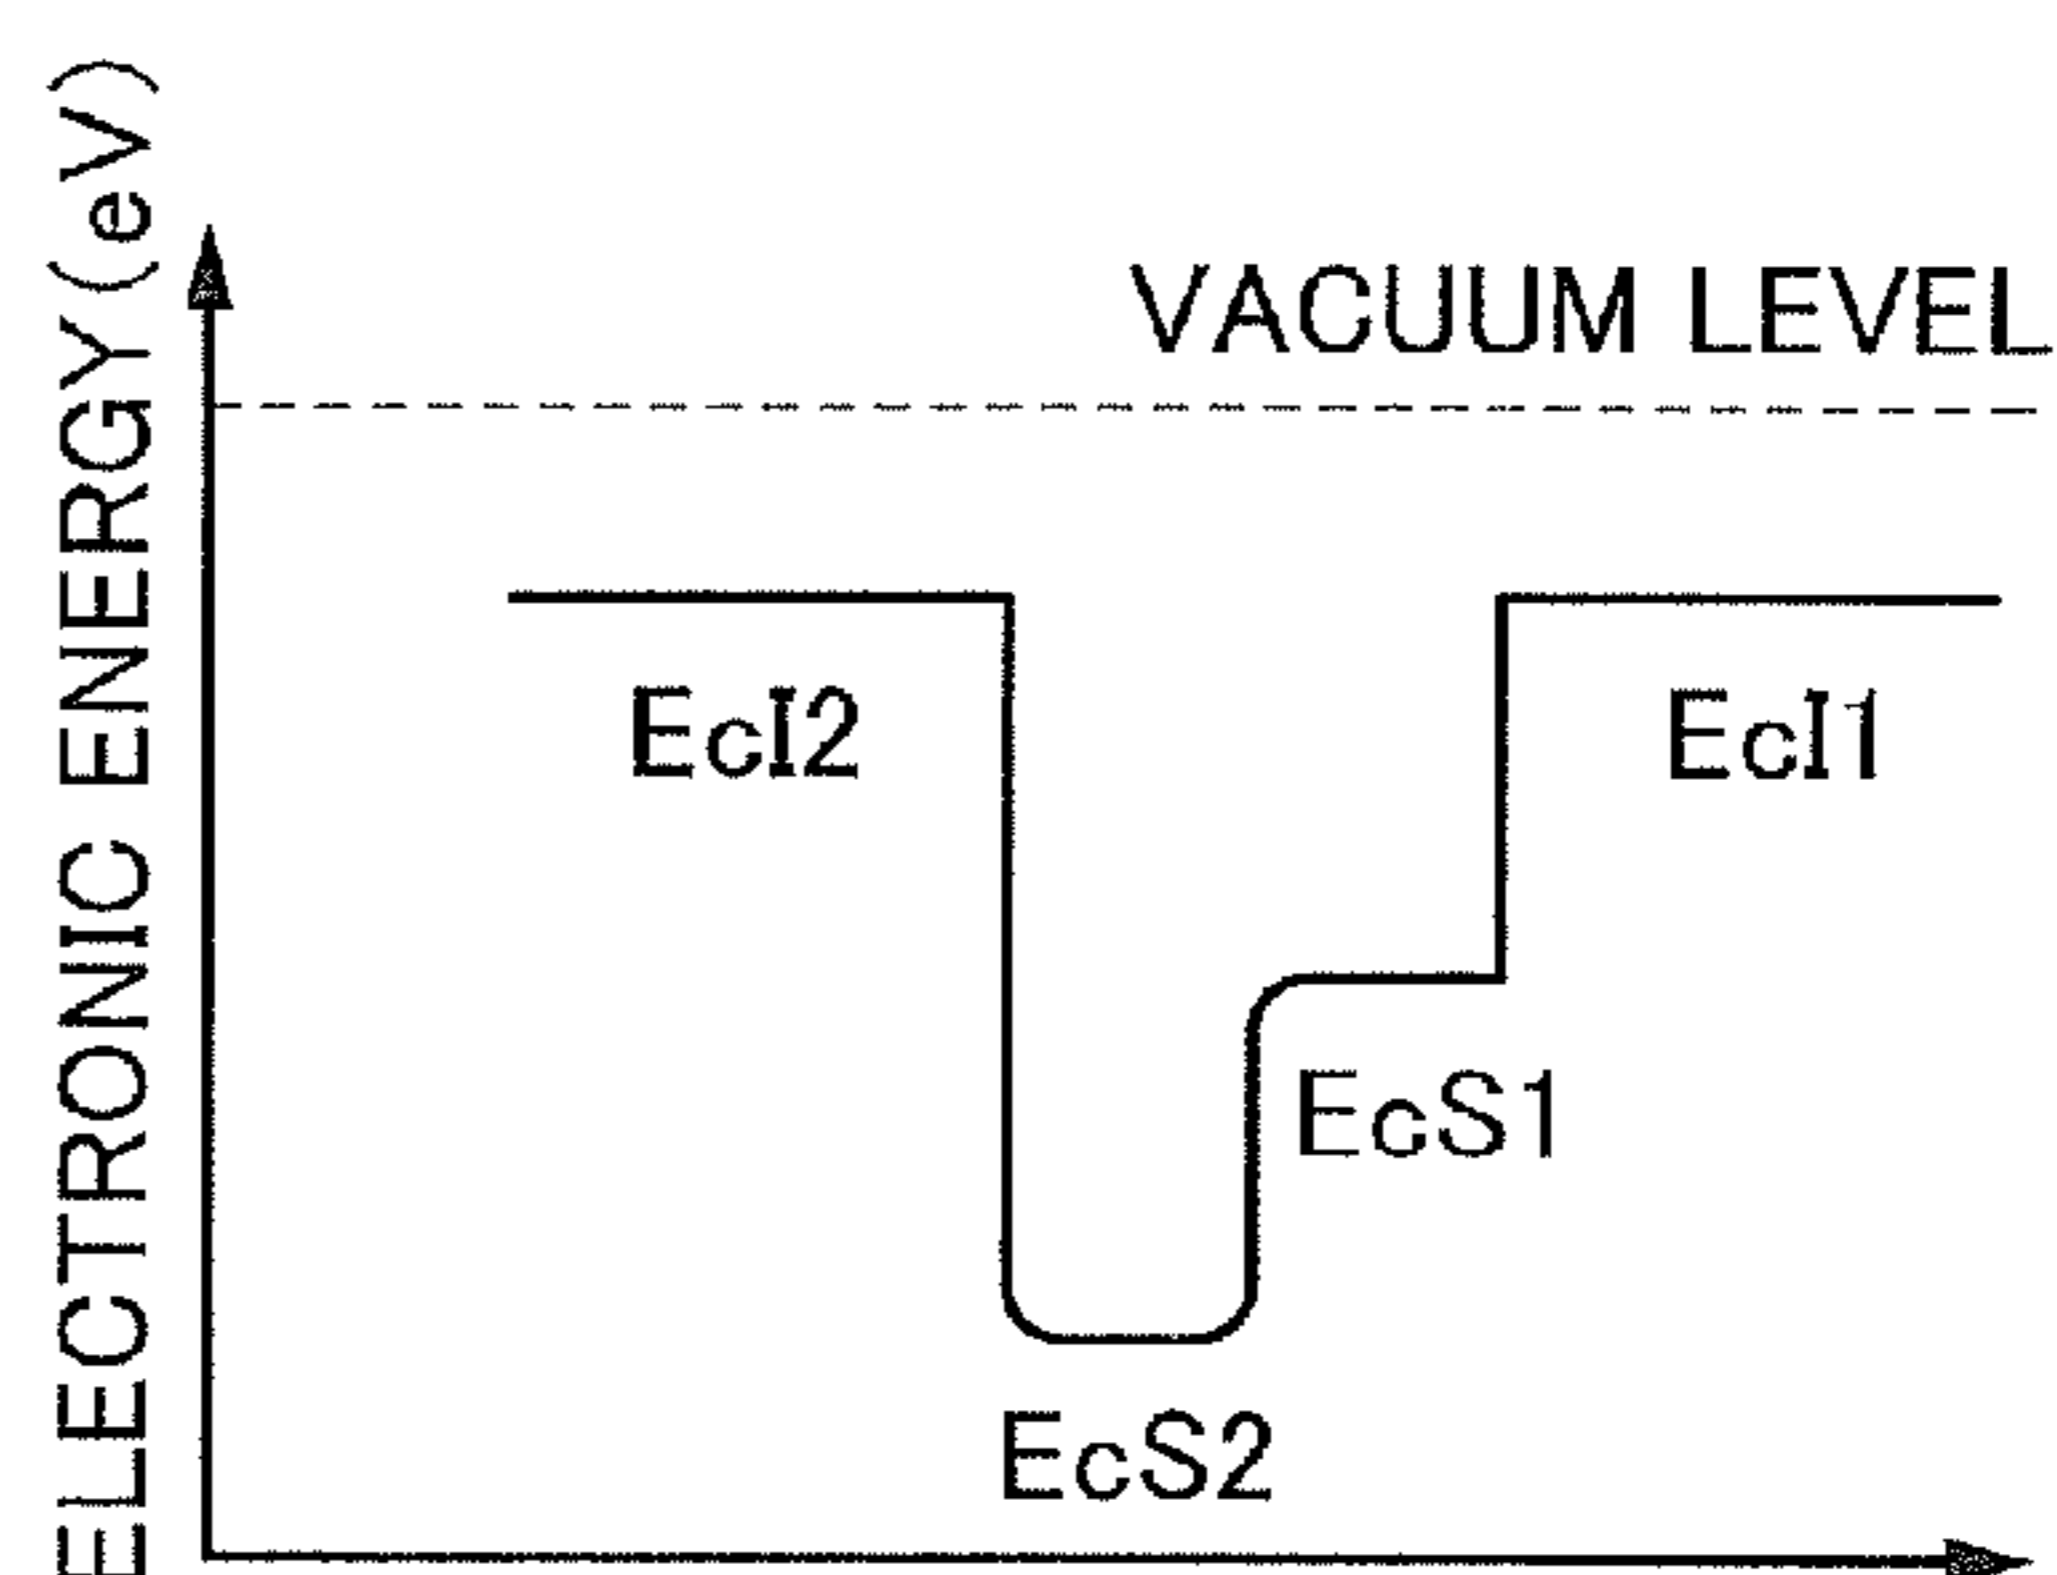 ELECTRONIC ENERGY(eV)
VACUUM LEVEL
EcI2
EcI1
EcS1
EcS2